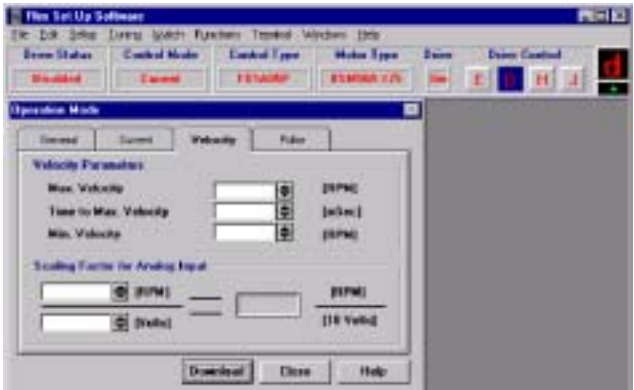 Flex Set Up Software
File Edit Setup Tuning Watch Functions Terminal Windows Help
Drive Status Control Mode Control Type Motor Type Drive Drive Control
Disabled Current E D H J d
Operation Mode
General Current Velocity Pulse
Velocity Parameters
Max. Velocity [RPM]
Time to Max. Velocity [mSec]
Min. Velocity [RPM]
Scaling Factor for Analog Input
[RPM] [RPM]
[Volts] [10 Volts]
Download Close Help